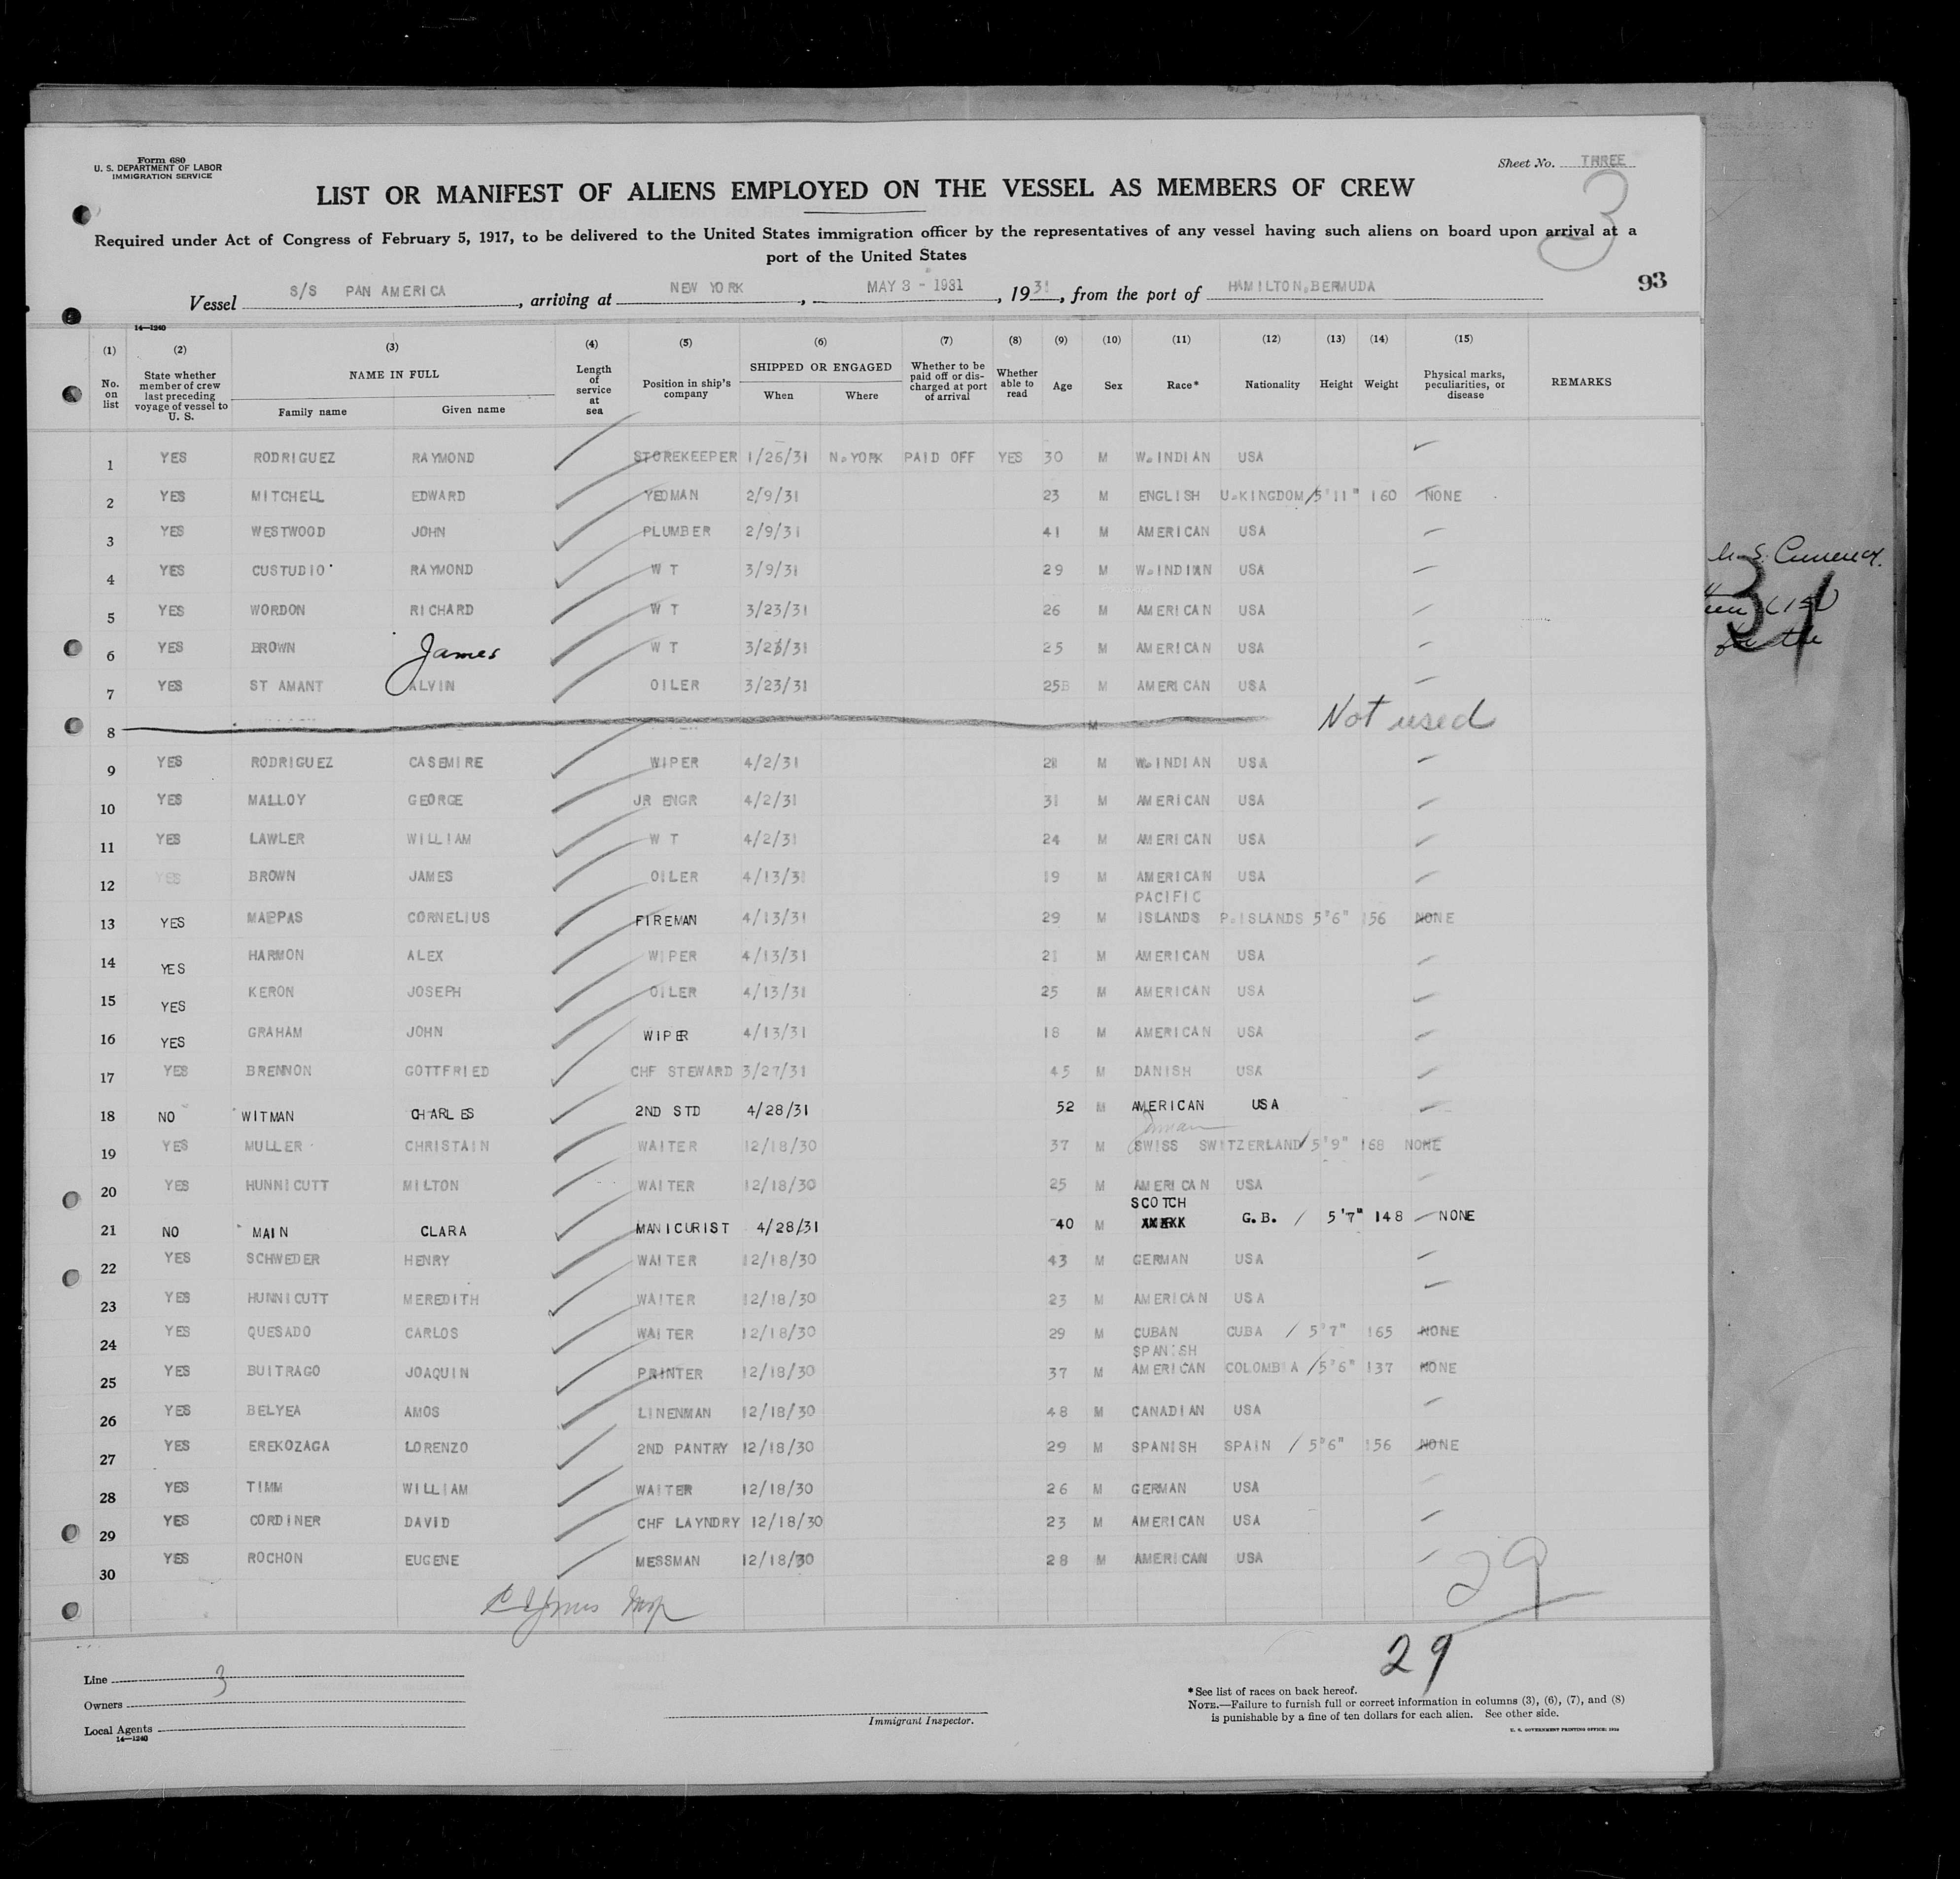 Form 680
U. S. DEPARTMENT OF LABOR
IMMIGRATION SERVICE
Sheet No. THREE
3
LIST OR MANIFEST OF ALIENS EMPLOYED ON THE VESSEL AS MEMBERS OF CREW
Required under Act of Congress of February 5, 1917, to be delivered to the United States immigration officer by the representatives of any vessel having such aliens on board upon arrival at a
port of the United States
93
Vessel S/S PAN AMERICA, arriving at NEW YORK, MAY 3 - 1931, 1931, from the port of HAMILTON, BERMUDA
14—1240
(1) (2) (3) (4) (5) (6) (7) (8) (9) (10) (11) (12) (13) (14) (15)
No. on list | State whether member of crew last preceding voyage of vessel to U. S. | NAME IN FULL | Family name | Given name | Length of service at sea | Position in ship's company | SHIPPED OR ENGAGED | When | Where | Whether to be paid off or discharged at port of arrival | Whether able to read | Age | Sex | Race* | Nationality | Height | Weight | Physical marks, peculiarities, or disease | REMARKS
1 YES RODRIGUEZ RAYMOND STOREKEEPER 1/26/31 N.YORK PAID OFF YES 30 M W.INDIAN USA
2 YES MITCHELL EDWARD YEOMAN 2/9/31 23 M ENGLISH U.KINGDOM 5'11" 160 NONE
3 YES WESTWOOD JOHN PLUMBER 2/9/31 41 M AMERICAN USA
4 YES CUSTUDIO RAYMOND W T 3/9/31 29 M W.INDIAN USA
5 YES WORDON RICHARD W T 3/23/31 26 M AMERICAN USA
6 YES BROWN James W T 25 M AMERICAN USA
7 YES ST AMANT ALVIN OILER 3/23/31 25 M AMERICAN USA
8 M Not used
9 YES RODRIGUEZ CASEMIRE WIPER 4/2/31 M W.INDIAN USA
10 YES MALLOY GEORGE JR ENGR 4/2/31 31 M AMERICAN USA
11 YES LAWLER WILLIAM W T 4/2/31 24 M AMERICAN USA
12 YES BROWN JAMES OILER 4/13/31 19 M AMERICAN USA
13 YES MAPPAS CORNELIUS FIREMAN 4/13/31 29 M PACIFIC ISLANDS P.ISLANDS 5'6" 156 NONE
14 YES HARMON ALEX WIPER 4/13/31 21 M AMERICAN USA
15 YES KERON JOSEPH OILER 4/13/31 25 M AMERICAN USA
16 YES GRAHAM JOHN WIPER 4/13/31 18 M AMERICAN USA
17 YES BRENNON GOTTFRIED CHF STEWARD 3/27/31 45 M DANISH USA
18 NO WITMAN CHARLES 2ND STD 4/28/31 52 M AMERICAN USA
19 YES MULLER CHRISTAIN WAITER 12/18/30 37 M SWISS SWITZERLAND 5'9" 168 NONE
20 YES HUNNICUTT MILTON WAITER 12/18/30 25 M AMERICAN USA
21 NO MAIN CLARA MANICURIST 4/28/31 40 M SCOTCH G.B. / 5'7" 148 NONE
22 YES SCHWEDER HENRY WAITER 12/18/30 43 M GERMAN USA
23 YES HUNNICUTT MEREDITH WAITER 12/18/30 23 M AMERICAN USA
24 YES QUESADO CARLOS WAITER 12/18/30 29 M CUBAN CUBA / 5'7" 165 NONE
25 YES BUITRAGO JOAQUIN PRINTER 12/18/30 37 M SPANISH AMERICAN COLOMBIA / 5'6" 137 NONE
26 YES BELYEA AMOS LINENMAN 12/18/30 48 M CANADIAN USA
27 YES EREKOZAGA LORENZO 2ND PANTRY 12/18/30 29 M SPANISH SPAIN / 5'6" 156 NONE
28 YES TIMM WILLIAM WAITER 12/18/30 26 M GERMAN USA
29 YES CORDINER DAVID CHF LAYNDRY 12/18/30 23 M AMERICAN USA
30 YES ROCHON EUGENE MESSMAN 12/18/30 28 M AMERICAN USA
29
29
Line 3
Owners
Local Agents
14—1240
Immigrant Inspector.
*See list of races on back hereof.
NOTE.—Failure to furnish full or correct information in columns (3), (6), (7), and (8)
is punishable by a fine of ten dollars for each alien. See other side.
U. S. GOVERNMENT PRINTING OFFICE
31